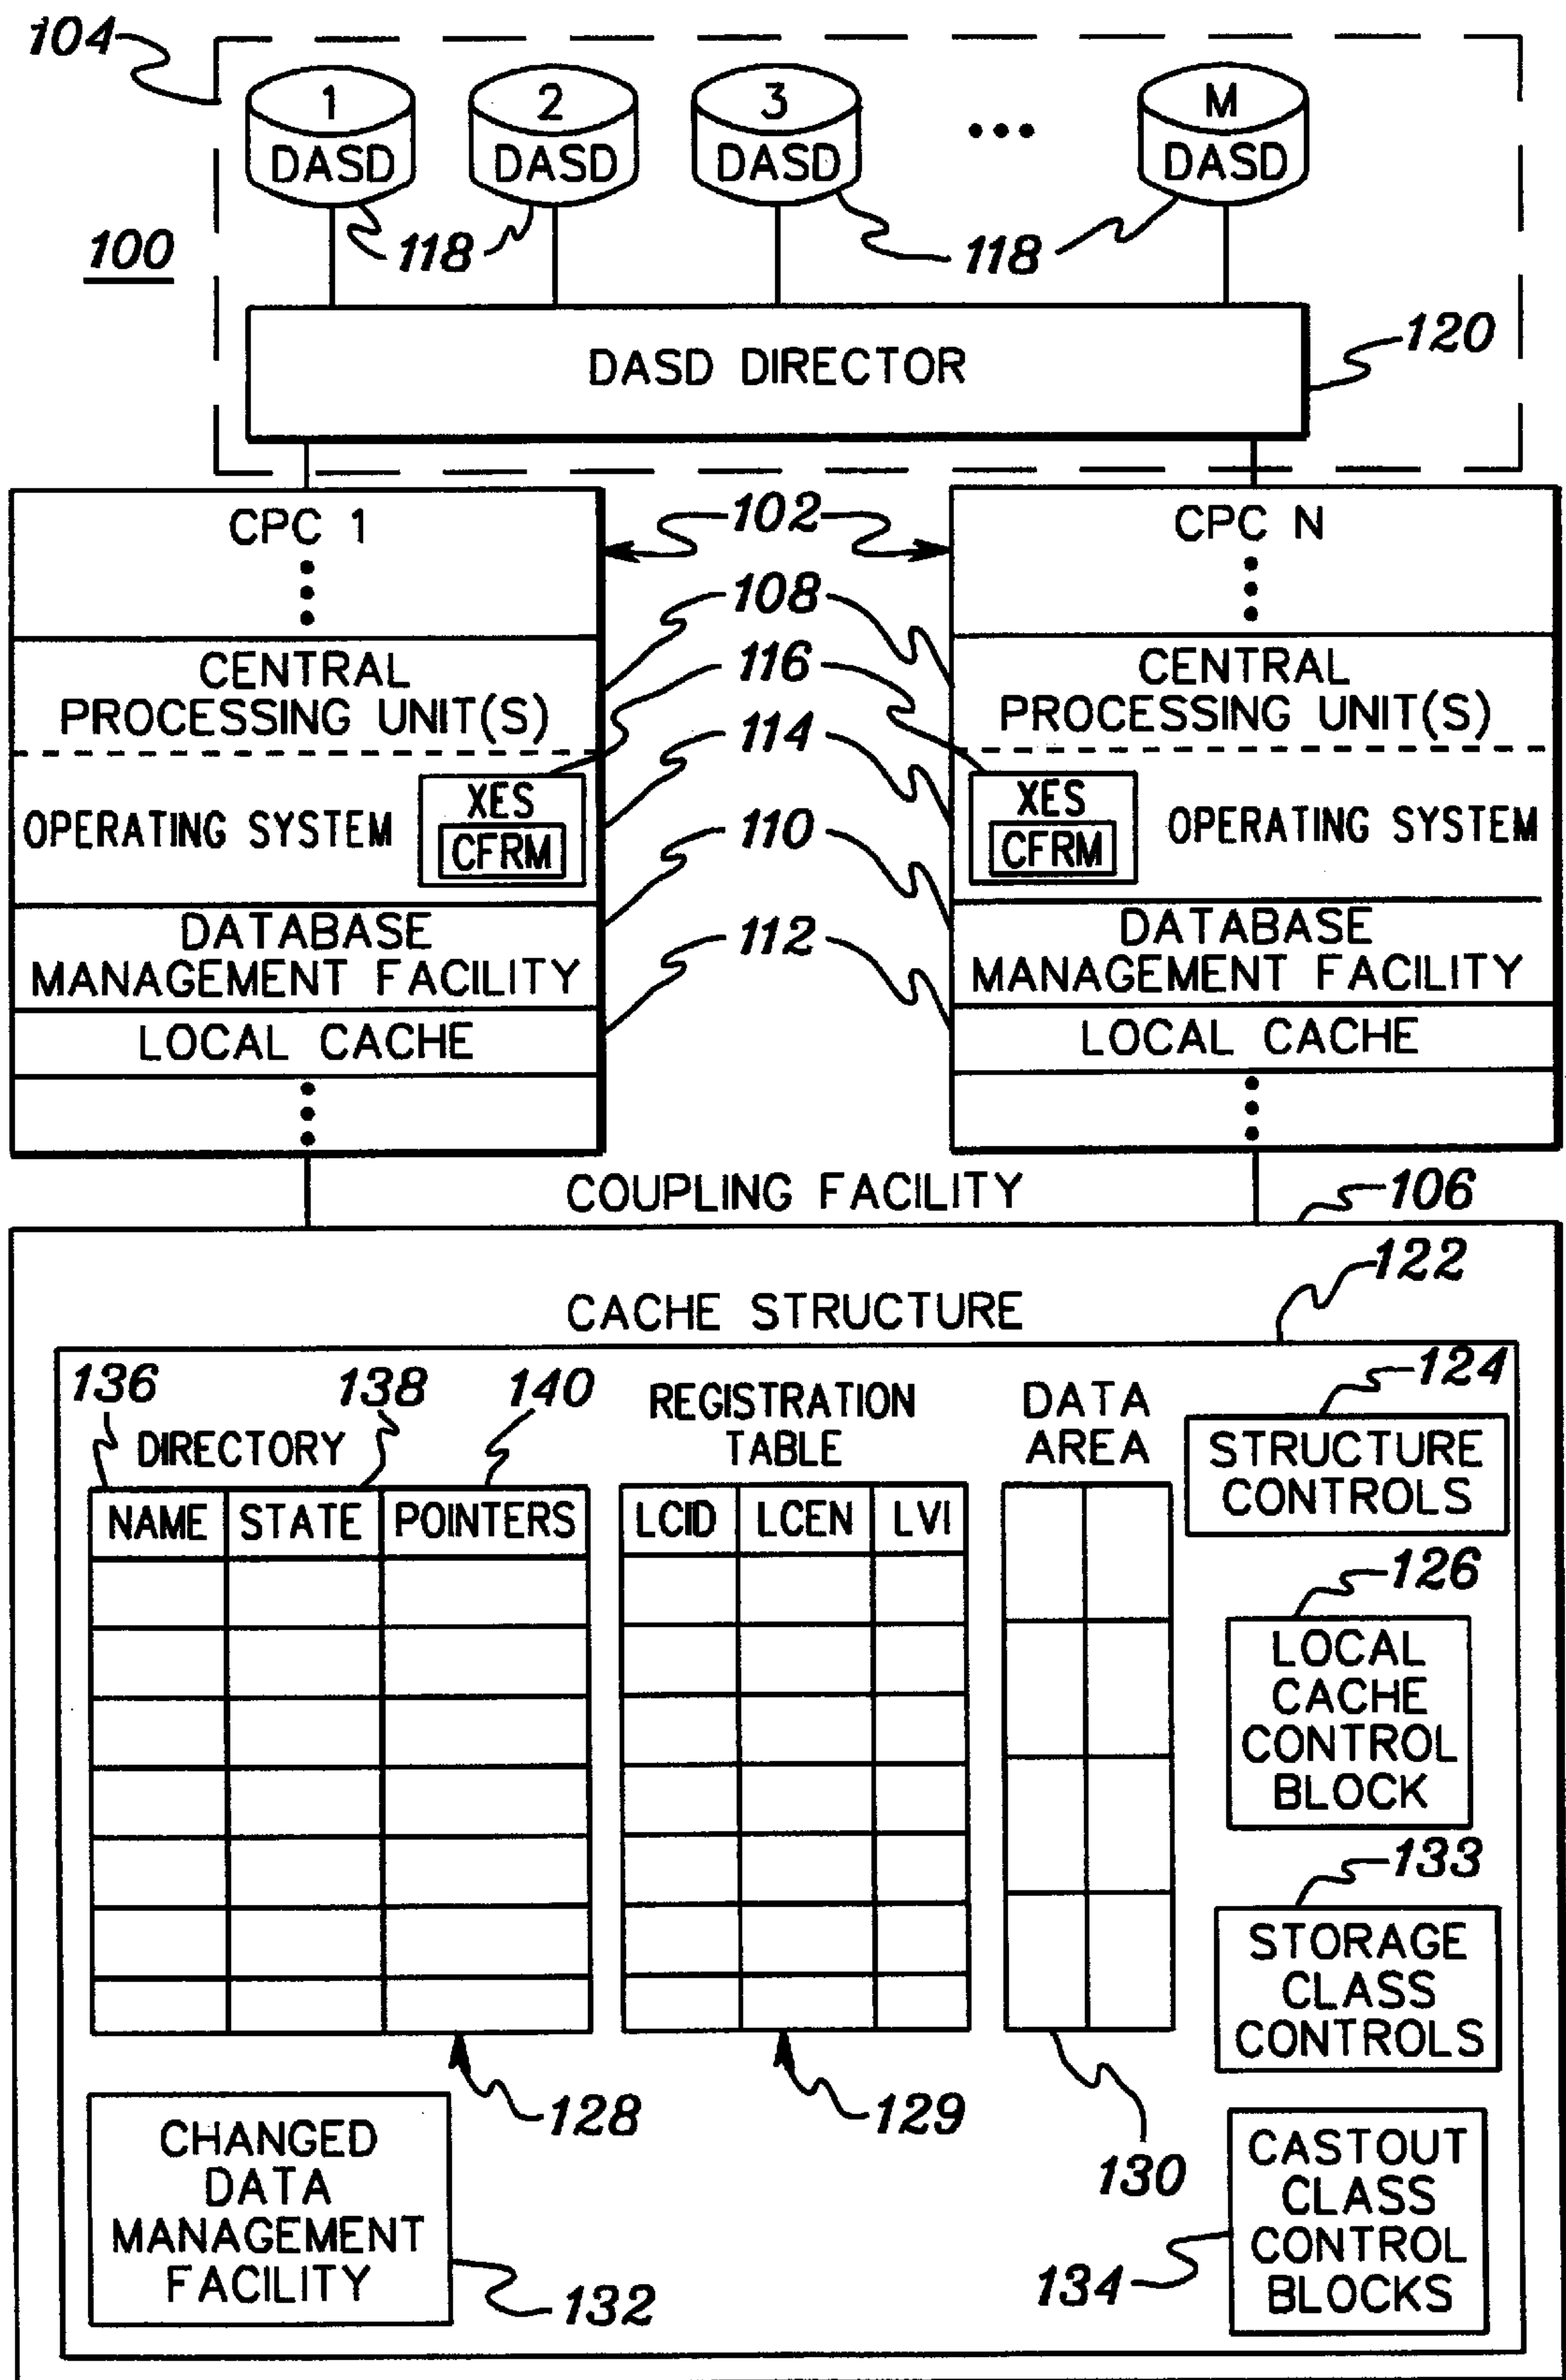 104
1
DASD
2
DASD
3
DASD
•••
M
DASD
118
118
100
DASD DIRECTOR
120
CPC 1
102
CPC N
108
CENTRAL
PROCESSING UNIT(S)
116
CENTRAL
PROCESSING UNIT(S)
114
OPERATING SYSTEM
XES
CFRM
XES
CFRM
OPERATING SYSTEM
110
DATABASE
MANAGEMENT FACILITY
112
DATABASE
MANAGEMENT FACILITY
LOCAL CACHE
LOCAL CACHE
COUPLING FACILITY
106
122
CACHE STRUCTURE
136
138
140
DIRECTORY
REGISTRATION
TABLE
DATA
AREA
124
STRUCTURE
CONTROLS
NAME
STATE
POINTERS
LCID
LCEN
LVI
126
LOCAL
CACHE
CONTROL
BLOCK
133
STORAGE
CLASS
CONTROLS
128
129
130
CHANGED
DATA
MANAGEMENT
FACILITY
132
134
CASTOUT
CLASS
CONTROL
BLOCKS